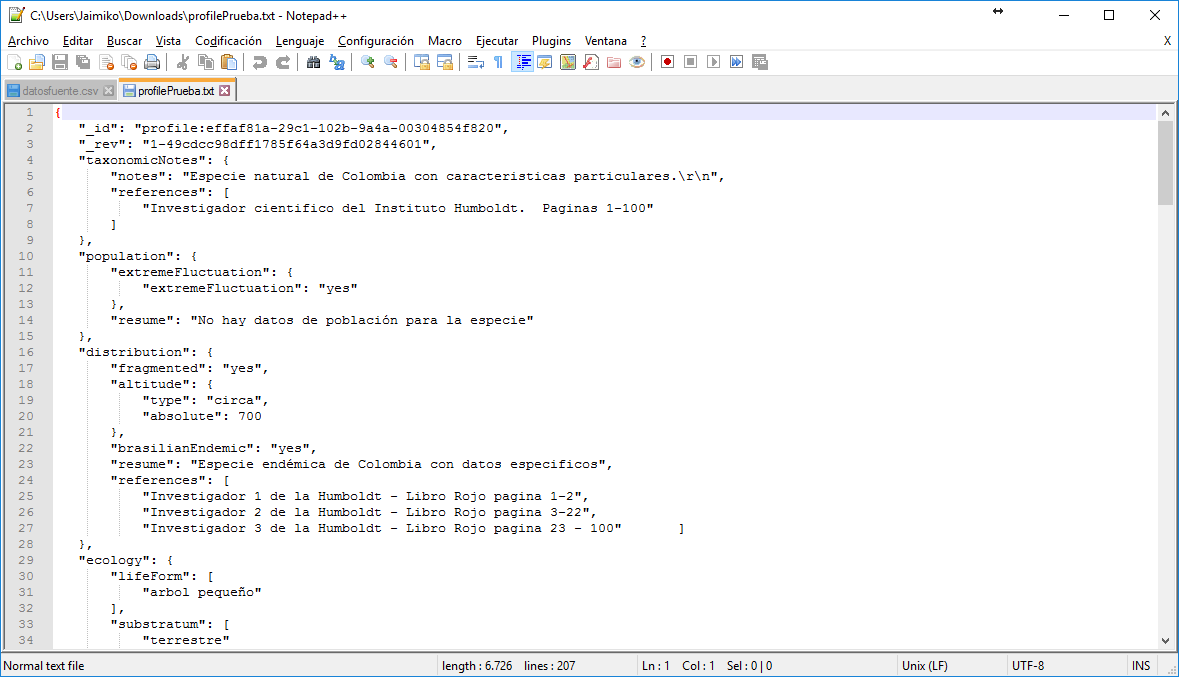 C:\Users\Jaimiko\Downloads\profilePrueba.txt - Notepad++
Archivo Editar Buscar Vista Codificación Lenguaje Configuración Macro Ejecutar Plugins Ventana ? X
datosfuente.csv profilePrueba.txt
1 {
2 "_id": "profile:effaf81a-29c1-102b-9a4a-00304854f820",
3 "_rev": "1-49cdcc98dff1785f64a3d9fd02844601",
4 "taxonomicNotes": {
5 "notes": "Especie natural de Colombia con caracteristicas particulares.\r\n",
6 "references": [
7 "Investigador cientifico del Instituto Humboldt.  Paginas 1-100"
8 ]
9 },
10 "population": {
11 "extremeFluctuation": {
12 "extremeFluctuation": "yes"
13 },
14 "resume": "No hay datos de población para la especie"
15 },
16 "distribution": {
17 "fragmented": "yes",
18 "altitude": {
19 "type": "circa",
20 "absolute": 700
21 },
22 "brasilianEndemic": "yes",
23 "resume": "Especie endémica de Colombia con datos especificos",
24 "references": [
25 "Investigador 1 de la Humboldt - Libro Rojo pagina 1-2",
26 "Investigador 2 de la Humboldt - Libro Rojo pagina 3-22",
27 "Investigador 3 de la Humboldt - Libro Rojo pagina 23 - 100" ]
28 },
29 "ecology": {
30 "lifeForm": [
31 "arbol pequeño"
32 ],
33 "substratum": [
34 "terrestre"
Normal text file length : 6.726 lines : 207 Ln : 1 Col : 1 Sel : 0 | 0 Unix (LF) UTF-8 INS